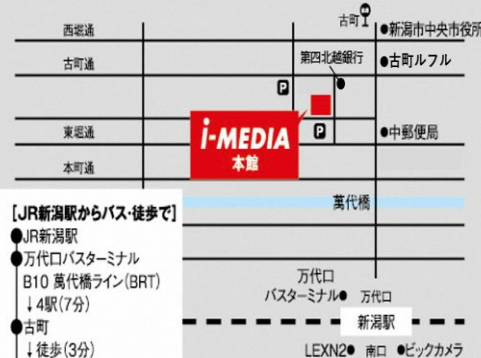 古町
西堀通
●新潟市中央市役所
古町通
第四北越銀行
●古町ルフル
P
i-MEDIA
本館
P
東堀通
●中郵便局
本町通
萬代橋
[JR新潟駅からバス・徒歩で]
●JR新潟駅
●万代口バスターミナル
B10 萬代橋ライン(BRT)
↓4駅(7分)
●古町
↓徒歩(3分)
万代口
バスターミナル●
万代口
新潟駅
LEXN2● 南口 ●ビックカメラ